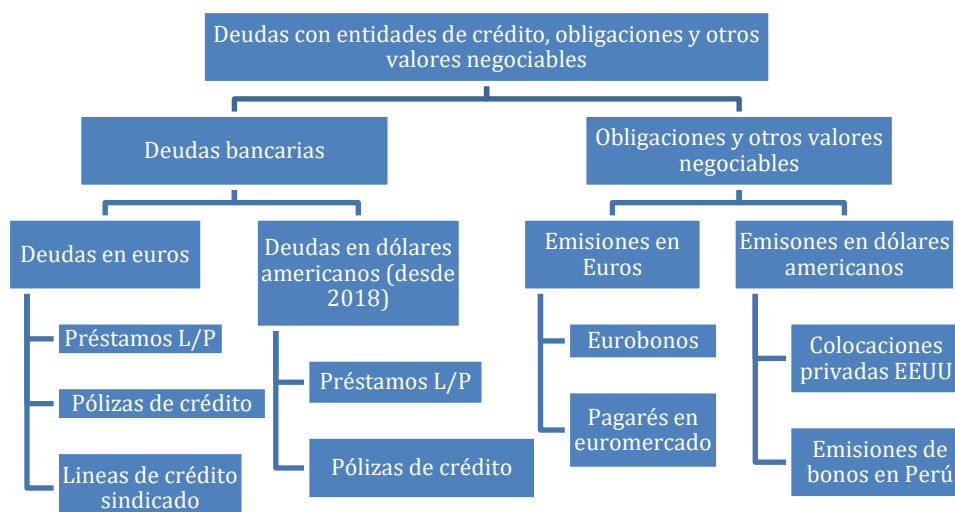 Deudas con entidades de crédito, obligaciones y otros
valores negociables
Deudas bancarias
Obligaciones y otros valores
negociables
Deudas en euros
Deudas en dólares
americanos (desde
2018)
Emisiones en
Euros
Emisones en dólares
americanos
Préstamos L/P
Pólizas de crédito
Lineas de crédito
sindicado
Préstamos L/P
Pólizas de crédito
Eurobonos
Pagarés en
euromercado
Colocaciones
privadas EEUU
Emisiones de
bonos en Perú